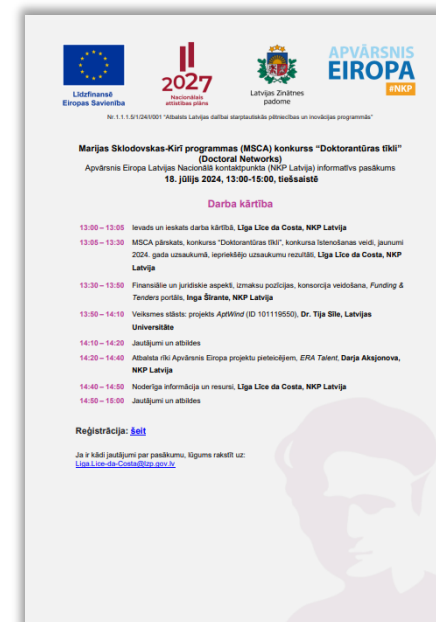 Līdzfinansē
Eiropas Savienība
2027
Nacionālais
attīstības plāns
Latvijas Zinātnes
padome
APVĀRSNIS
EIROPA
#NKP
Nr.1.1.1.5/1/24/I/001 "Atbalsts Latvijas dalībai starptautiskās pētniecības un inovācijas programmās"
Marijas Sklodovskas-Kirī programmas (MSCA) konkurss “Doktorantūras tīkli”
(Doctoral Networks)
Apvārsnis Eiropa Latvijas Nacionālā kontaktpunkta (NKP Latvija) informatīvs pasākums
18. jūlijs 2024, 13:00-15:00, tiešsaistē
Darba kārtība
13:00 – 13:05 Ievads un ieskats darba kārtībā, Līga Līce da Costa, NKP Latvija
13:05 – 13:30 MSCA pārskats, konkurss “Doktorantūras tīkli”, konkursa īstenošanas veidi, jaunumi
2024. gada uzsaukumā, iepriekšējo uzsaukumu rezultāti, Līga Līce da Costa, NKP
Latvija
13:30 – 13:50 Finansiālie un juridiskie aspekti, izmaksu pozīcijas, konsorcija veidošana, Funding &
Tenders portāls, Inga Šīrante, NKP Latvija
13:50 – 14:10 Veiksmes stāsts: projekts AptWind (ID 101119550), Dr. Tija Sīle, Latvijas
Universitāte
14:10 – 14:20 Jautājumi un atbildes
14:20 – 14:40 Atbalsta rīki Apvārsnis Eiropa projektu pieteicējiem, ERA Talent, Darja Aksjonova,
NKP Latvija
14:40 – 14:50 Noderīga informācija un resursi, Līga Līce da Costa, NKP Latvija
14:50 – 15:00 Jautājumi un atbildes
Reģistrācija: šeit
Ja ir kādi jautājumi par pasākumu, lūgums rakstīt uz:
Liga.Lice-da-Costa@lzp.gov.lv